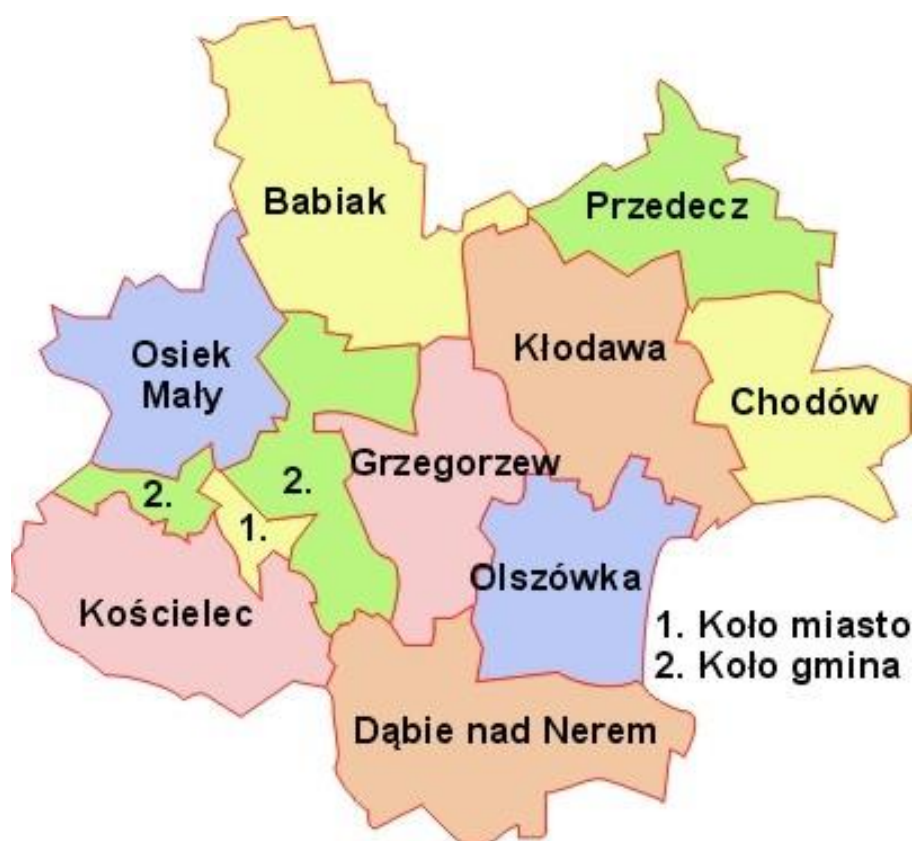 Babiak
Przedecz
Osiek
Mały
Kłodawa
Chodów
Grzegorzew
2.
2.
1.
Olszówka
Kościelec
1. Koło miasto
2. Koło gmina
Dąbie nad Nerem